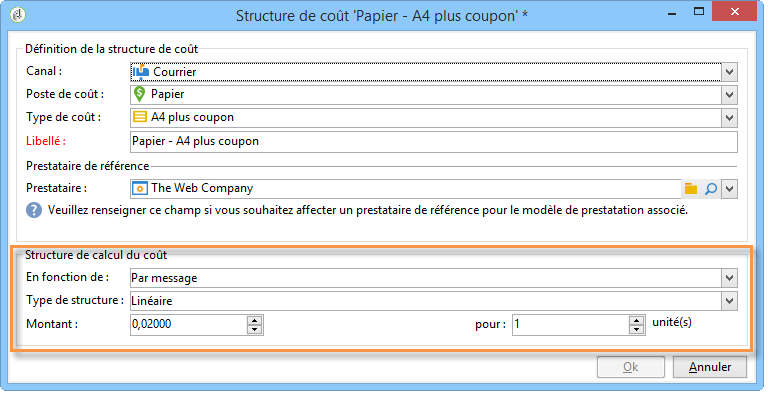 Structure de coût 'Papier - A4 plus coupon' *
Définition de la structure de coût
Canal : Courrier
Poste de coût : Papier
Type de coût : A4 plus coupon
Libellé : Papier - A4 plus coupon
Prestataire de référence
Prestataire : The Web Company
? Veuillez renseigner ce champ si vous souhaitez affecter un prestataire de référence pour le modèle de prestatation associé.
Structure de calcul du coût
En fonction de : Par message
Type de structure : Linéaire
Montant : 0,02000 pour : 1 unité(s)
Ok Annuler